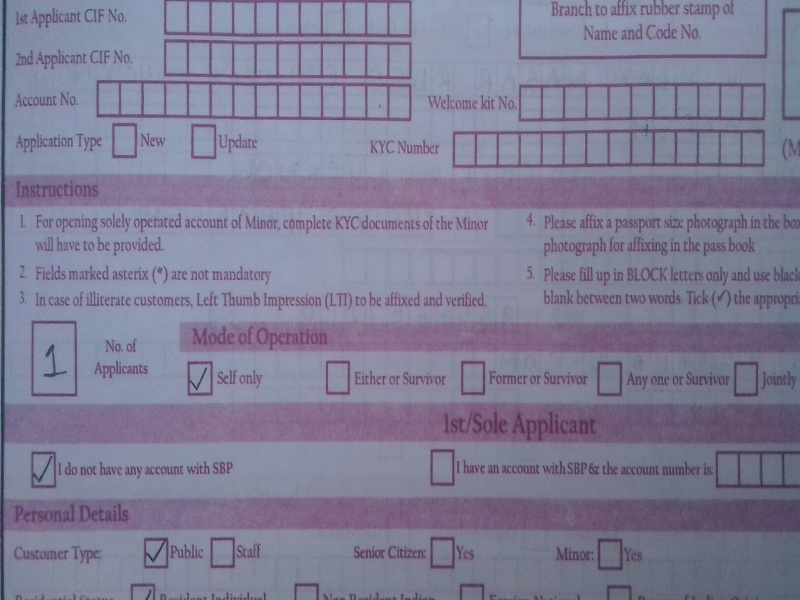 1st Applicant CIF No.
Branch to affix rubber stamp of
Name and Code No.
2nd Applicant CIF No.
Account No.
Welcome kit No.
Application Type New Update
KYC Number
(M
Instructions
1. For opening solely operated account of Minor, complete KYC documents of the Minor
will have to be provided.
2 Fields marked asterix (*) are not mandatory
3. In case of illiterate customers, Left Thumb Impression (LTI) to be affixed and verified.
4. Please affix a passport size photograph in the box
photograph for affixing in the pass book
5. Please fill up in BLOCK letters only and use black
blank between two words. Tick (✓) the appropri
1
No. of
Applicants
Mode of Operation
✓ Self only Either or Survivor Former or Survivor Any one or Survivor Jointly
1st/Sole Applicant
✓ I do not have any account with SBP I have an account with SBP & the account number is:
Personal Details
Customer Type: ✓ Public Staff Senior Citizen: Yes Minor: Yes
Resident Individual Non Resident Indian